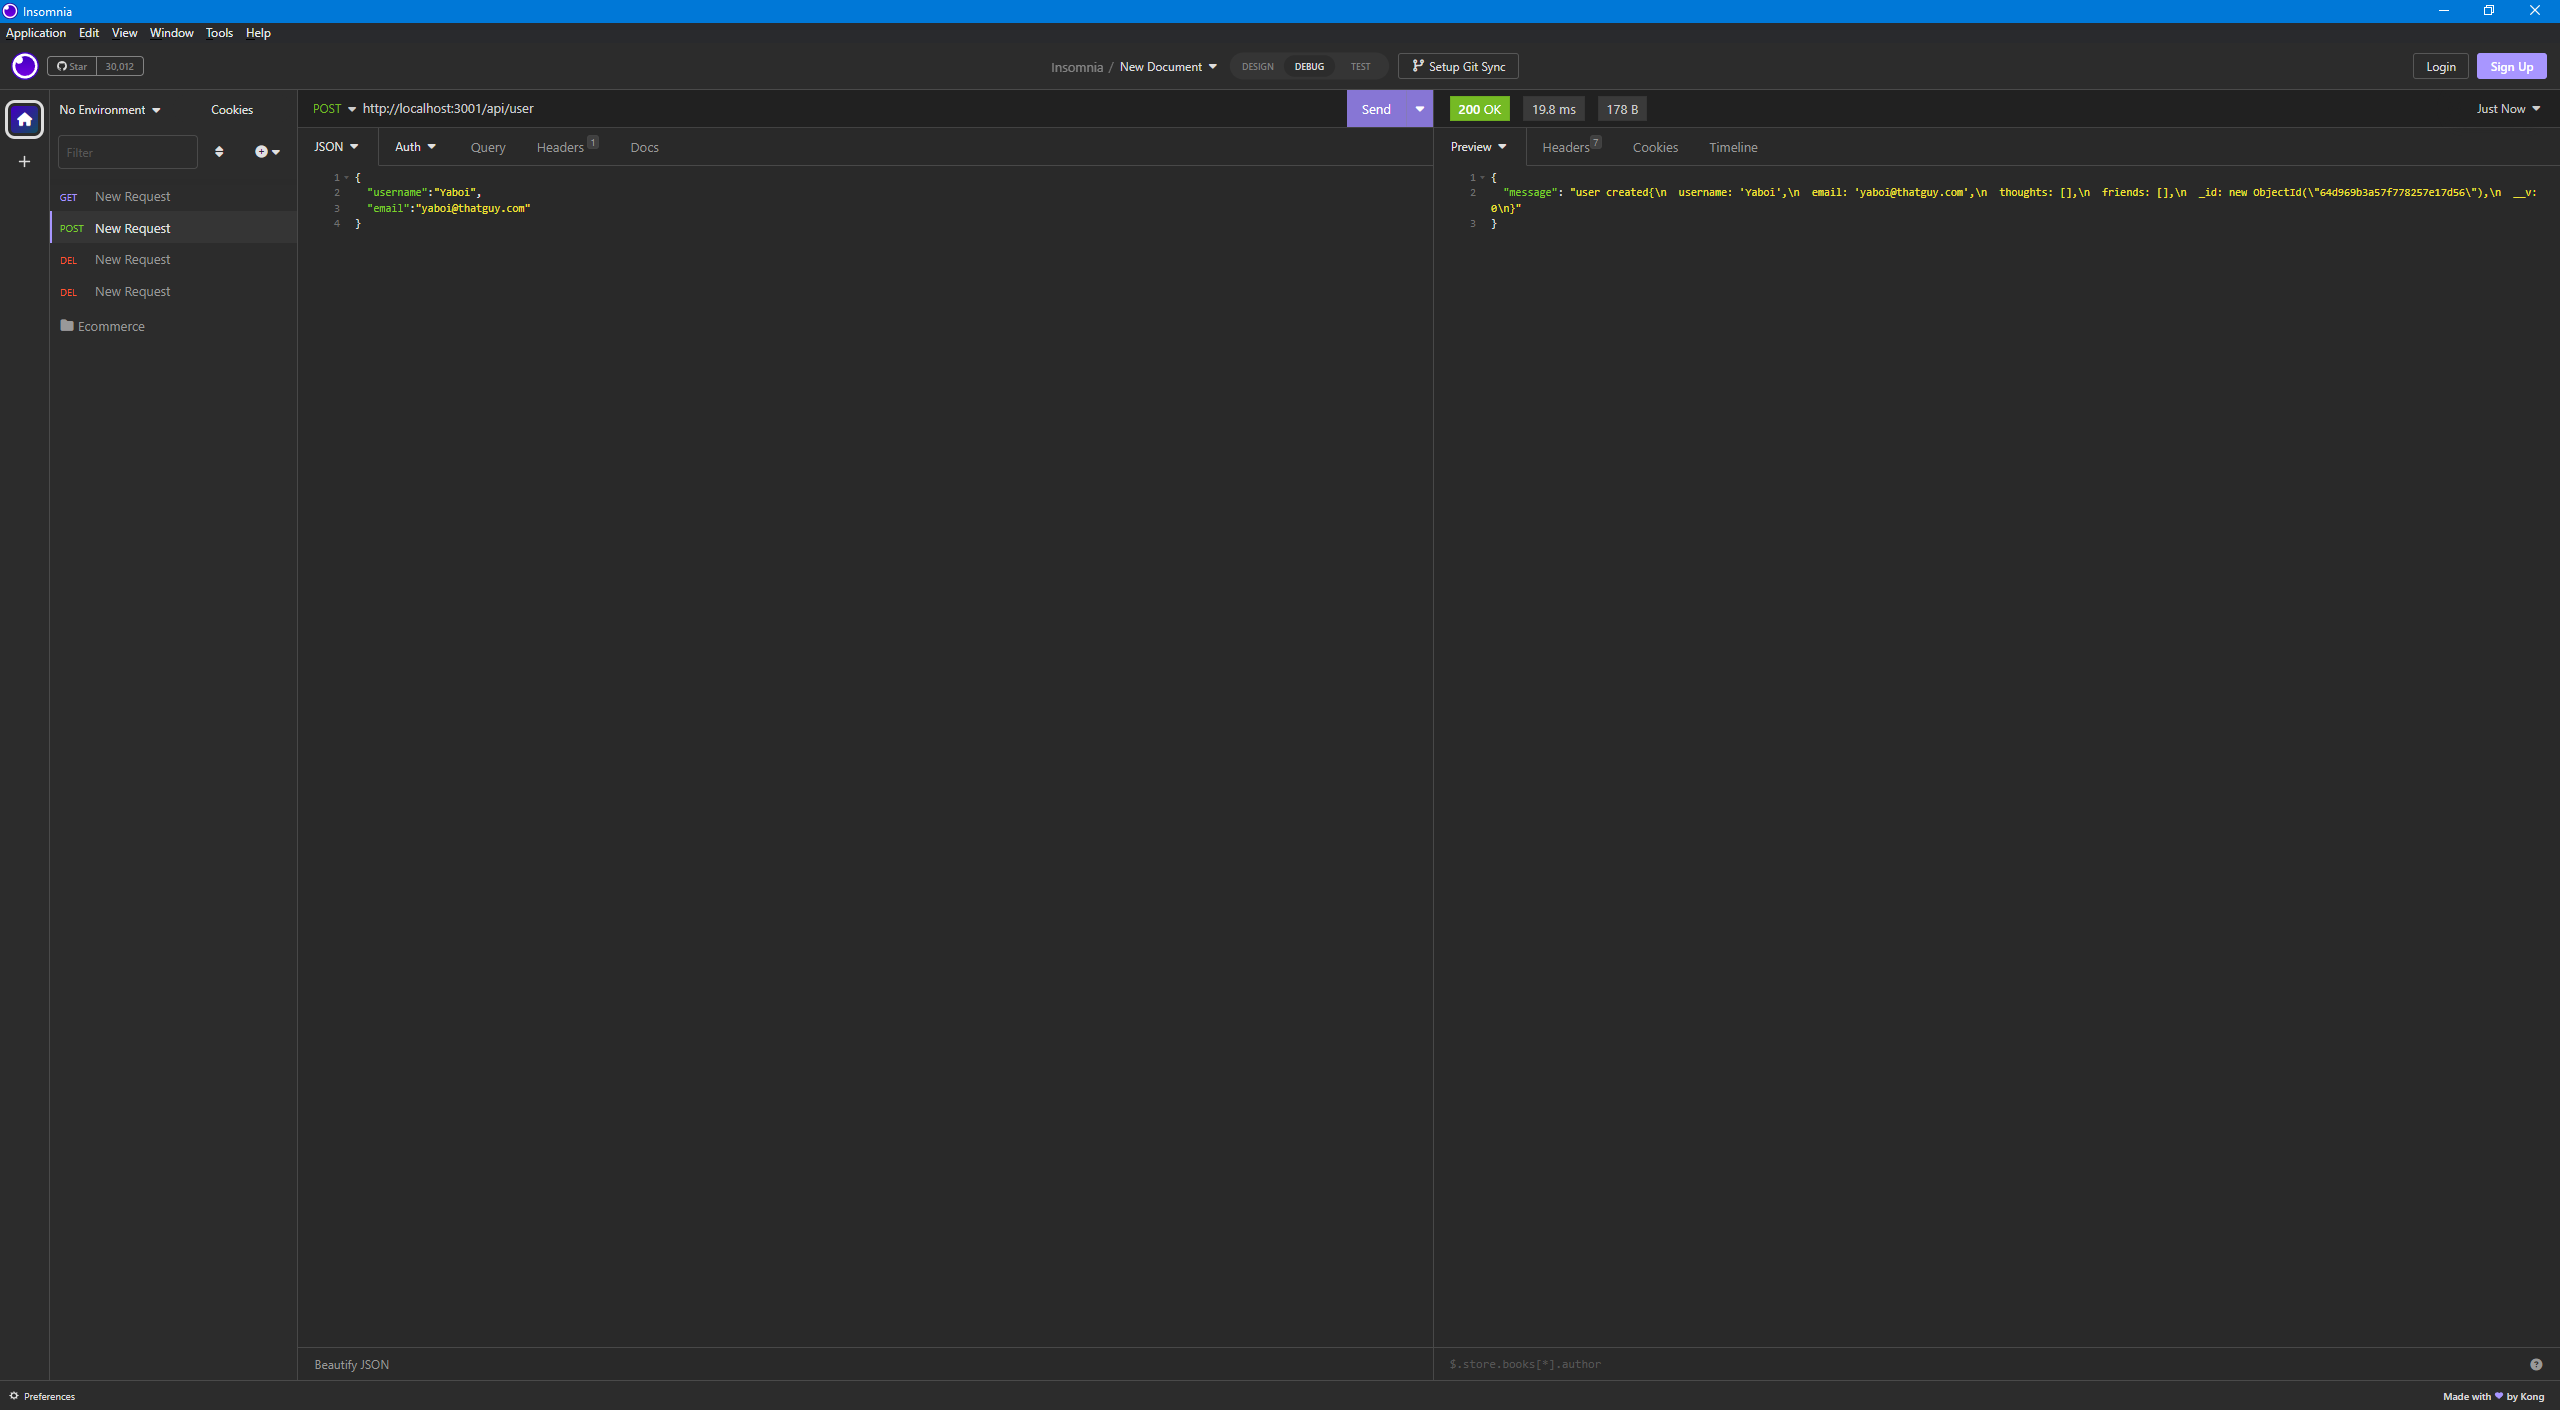 Insomnia
Application Edit View Window Tools Help
Star 30,012
Insomnia / New Document DESIGN DEBUG TEST Setup Git Sync
Login Sign Up
No Environment Cookies
Filter
GET New Request
POST New Request
DEL New Request
DEL New Request
Ecommerce
POST http://localhost:3001/api/user Send
JSON Auth Query Headers 1 Docs
1 {
2 "username":"Yaboi",
3 "email":"yaboi@thatguy.com"
4 }
Beautify JSON
200 OK 19.8 ms 178 B Just Now
Preview Headers 7 Cookies Timeline
1 {
2 "message": "user created{\n  username: 'Yaboi',\n  email: 'yaboi@thatguy.com',\n  thoughts: [],\n  friends: [],\n  _id: new ObjectId(\"64d969b3a57f778257e17d56\"),\n  __v:
0\n}"
3 }
$.store.books[*].author
Preferences
Made with by Kong